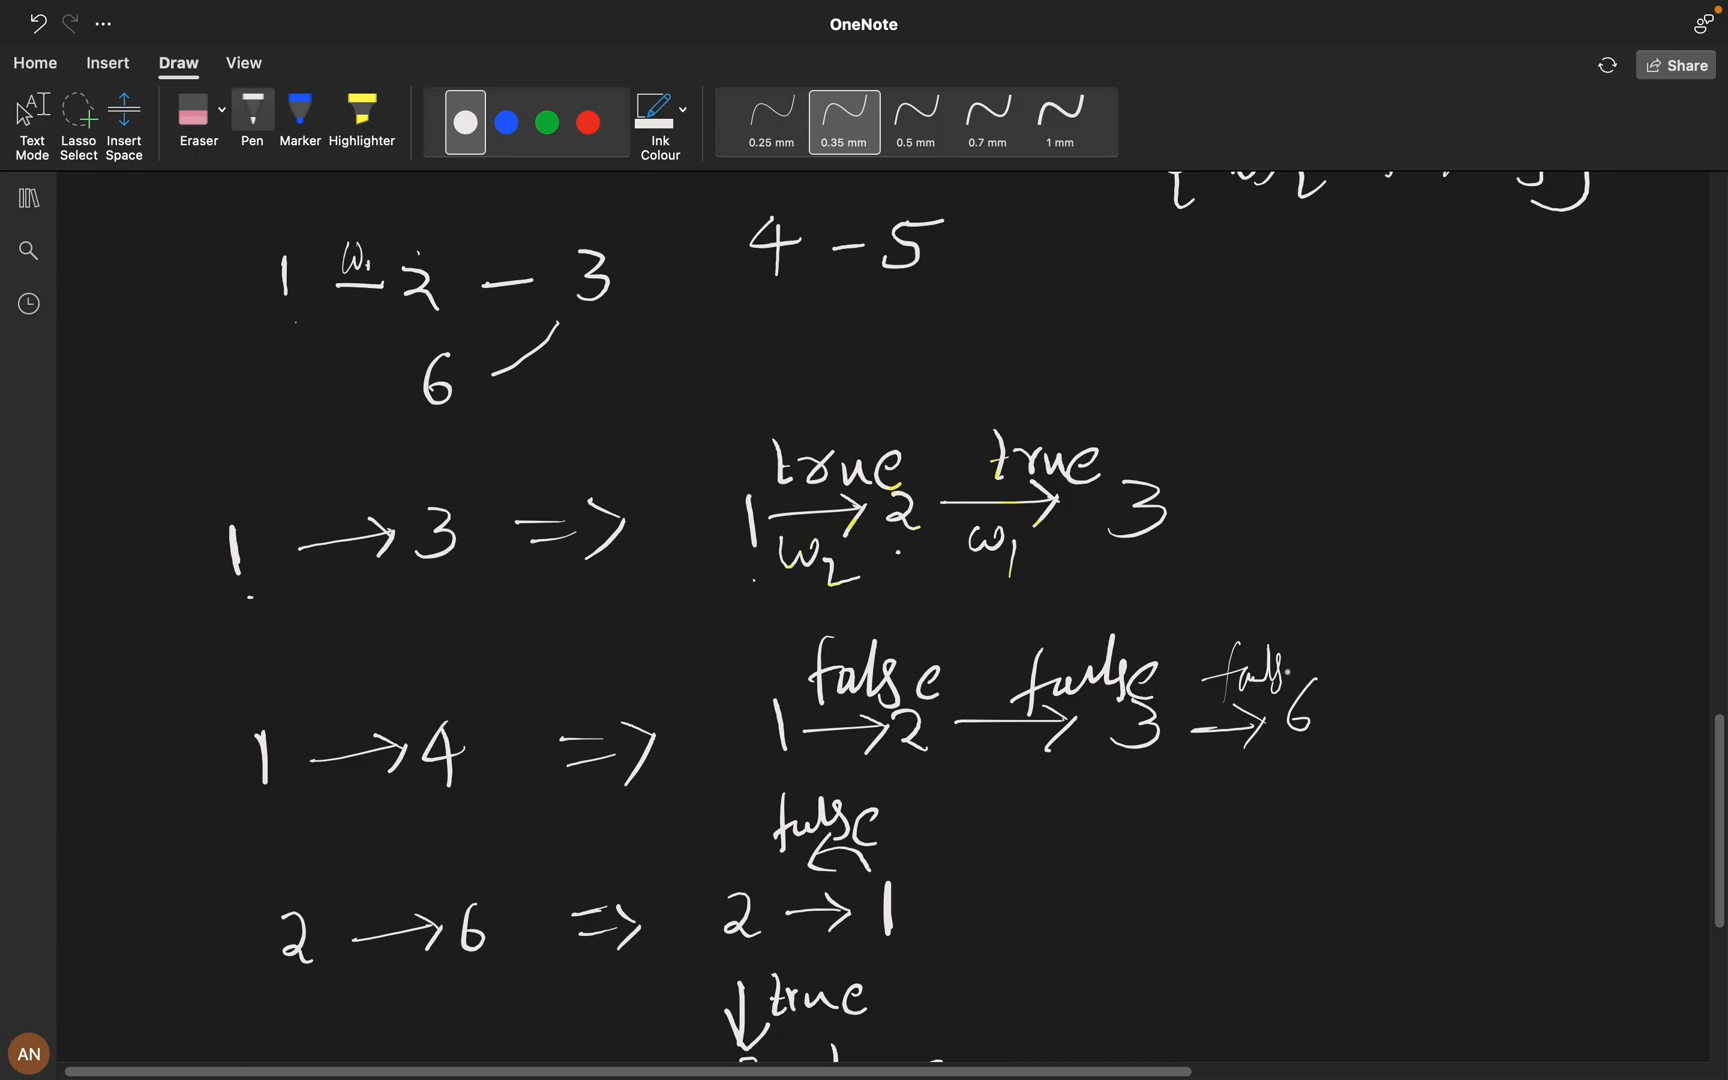 OneNote
Home Insert Draw View
Share
Text Mode
Lasso Select
Insert Space
Eraser
Pen
Marker
Highlighter
Ink Colour
0.25 mm
0.35 mm
0.5 mm
0.7 mm
1 mm
4 - 5
w1
1 - 2 - 3
6
true true
1 → 3 => 1 → 2 → 3
w2 w1
false false fals
1 → 4 => 1 → 2 → 3 → 6
false
2 → 6 => 2 → 1
true
AN